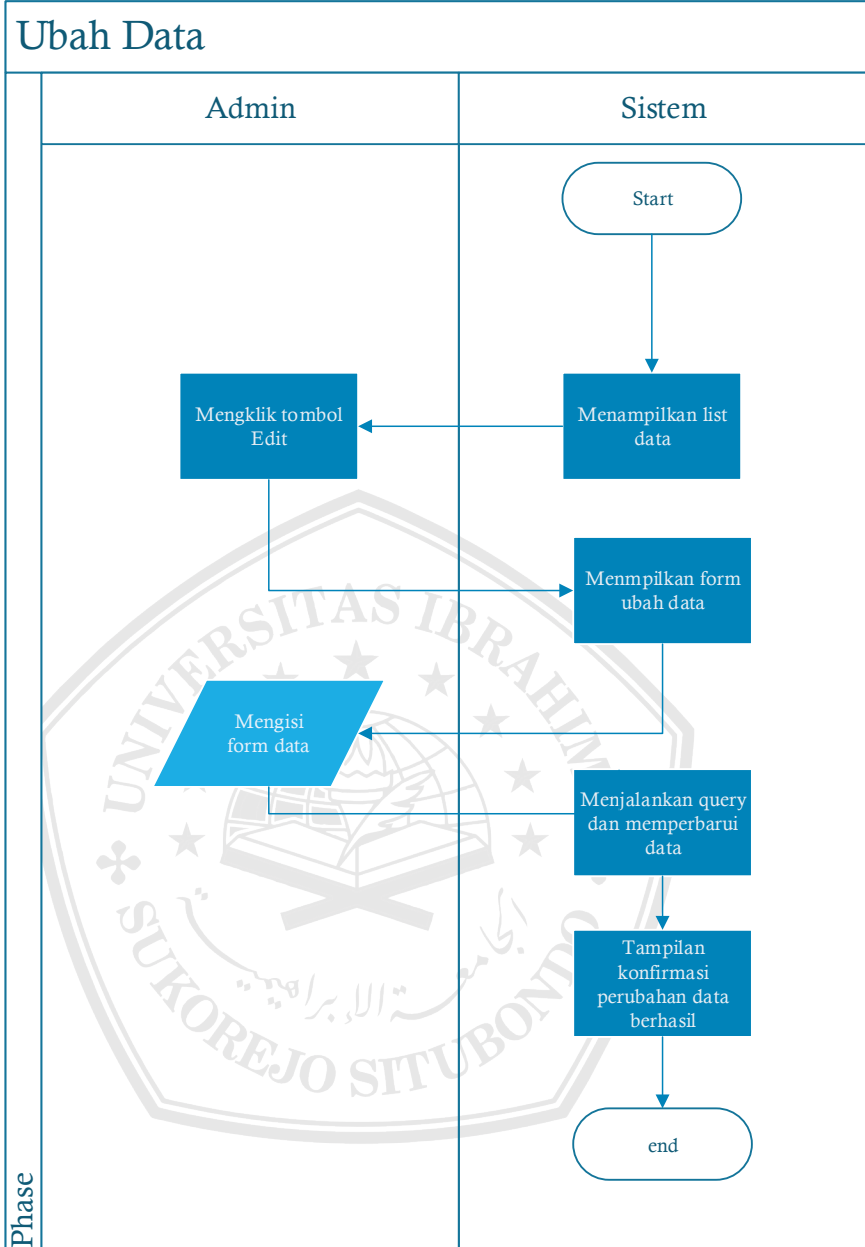 Ubah Data
Admin
Sistem
Start
Mengklik tombol
Edit
Menampilkan list
data
Menmpilkan form
ubah data
Mengisi
form data
Menjalankan query
dan memperbarui
data
Tampilan
konfirmasi
perubahan data
berhasil
end
Phase
UNIVERSITAS IBRAHIM
SUKOREJO SITUBONDO